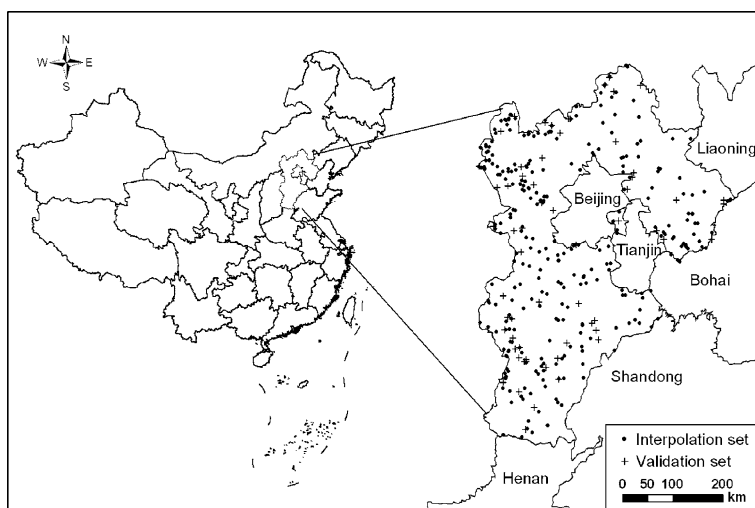 N
W E
S
Liaoning
Beijing
Tianjin
Bohai
Shandong
Henan
Interpolation set
+ Validation set
0 50 100 200
km